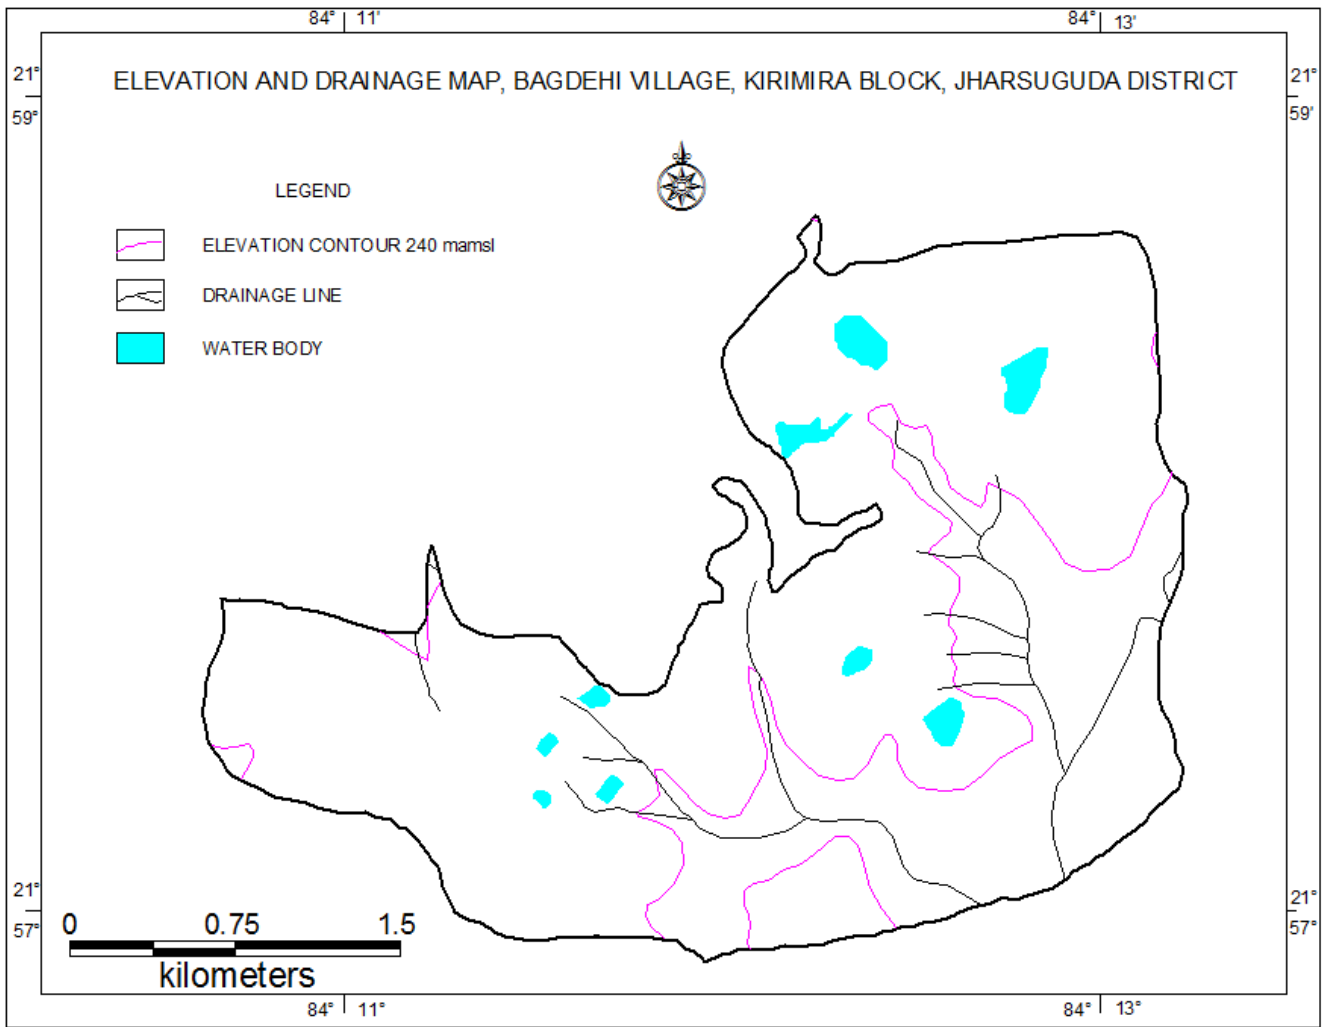 84° 11' 84° 13'
21° 21°
59° 59'
ELEVATION AND DRAINAGE MAP, BAGDEHI VILLAGE, KIRIMIRA BLOCK, JHARSUGUDA DISTRICT
LEGEND
ELEVATION CONTOUR 240 mamsl
DRAINAGE LINE
WATER BODY
21° 21°
57' 57°
0 0.75 1.5
kilometers
84° 11° 84° 13°